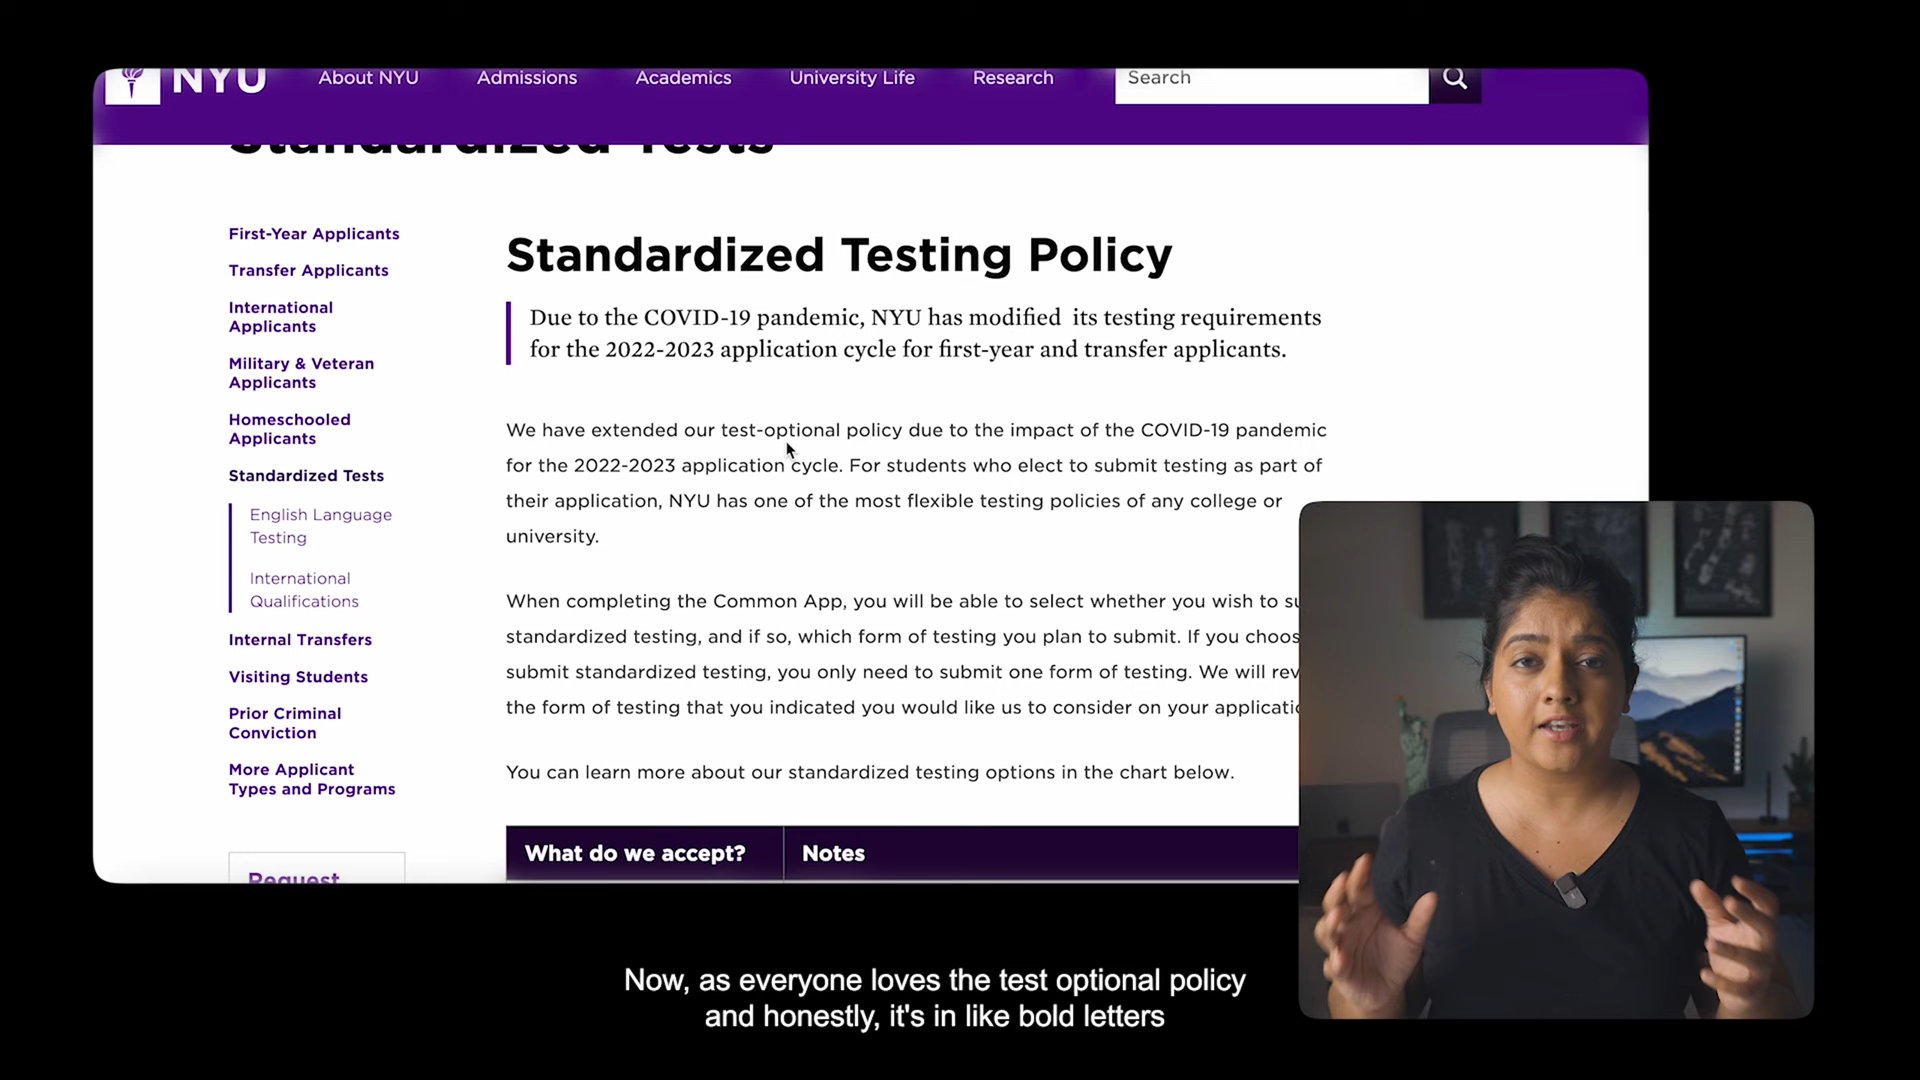 NYU
About NYU
Admissions
Academics
University Life
Research
Search
Standardized Tests
First-Year Applicants
Transfer Applicants
International
Applicants
Military & Veteran
Applicants
Homeschooled
Applicants
Standardized Tests
English Language
Testing
International
Qualifications
Internal Transfers
Visiting Students
Prior Criminal
Conviction
More Applicant
Types and Programs
Request
Standardized Testing Policy
Due to the COVID-19 pandemic, NYU has modified its testing requirements
for the 2022-2023 application cycle for first-year and transfer applicants.
We have extended our test-optional policy due to the impact of the COVID-19 pandemic
for the 2022-2023 application cycle. For students who elect to submit testing as part of
their application, NYU has one of the most flexible testing policies of any college or
university.
When completing the Common App, you will be able to select whether you wish to
standardized testing, and if so, which form of testing you plan to submit. If you
submit standardized testing, you only need to submit one form of testing. We will
the form of testing that you indicated you would like us to consider on your
You can learn more about our standardized testing options in the chart below.
What do we accept?
Notes
Now, as everyone loves the test optional policy
and honestly, it's in like bold letters